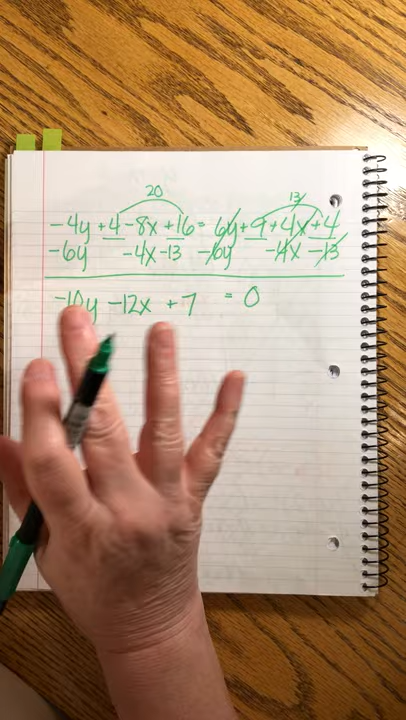 20 13
-4y +4 -8x +16 = 6y + 9 + 4x + 4
-6y -4x -13 -6y -4x -13
-10y -12x +7 = 0